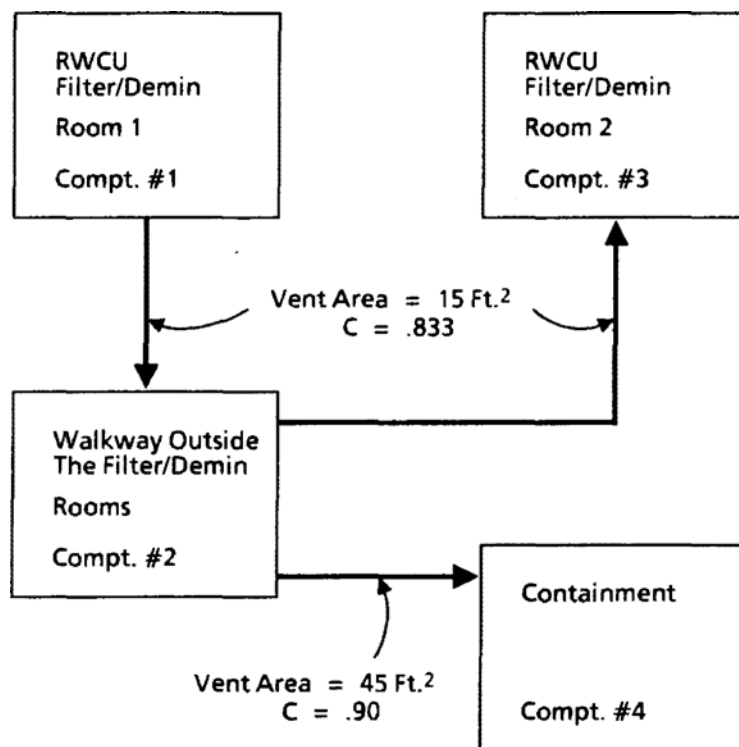 RWCU
Filter/Demin
Room 1
Compt. #1
RWCU
Filter/Demin
Room 2
Compt. #3
Vent Area = 15 Ft.²
C = .833
Walkway Outside
The Filter/Demin
Rooms
Compt. #2
Containment
Compt. #4
Vent Area = 45 Ft.²
C = .90